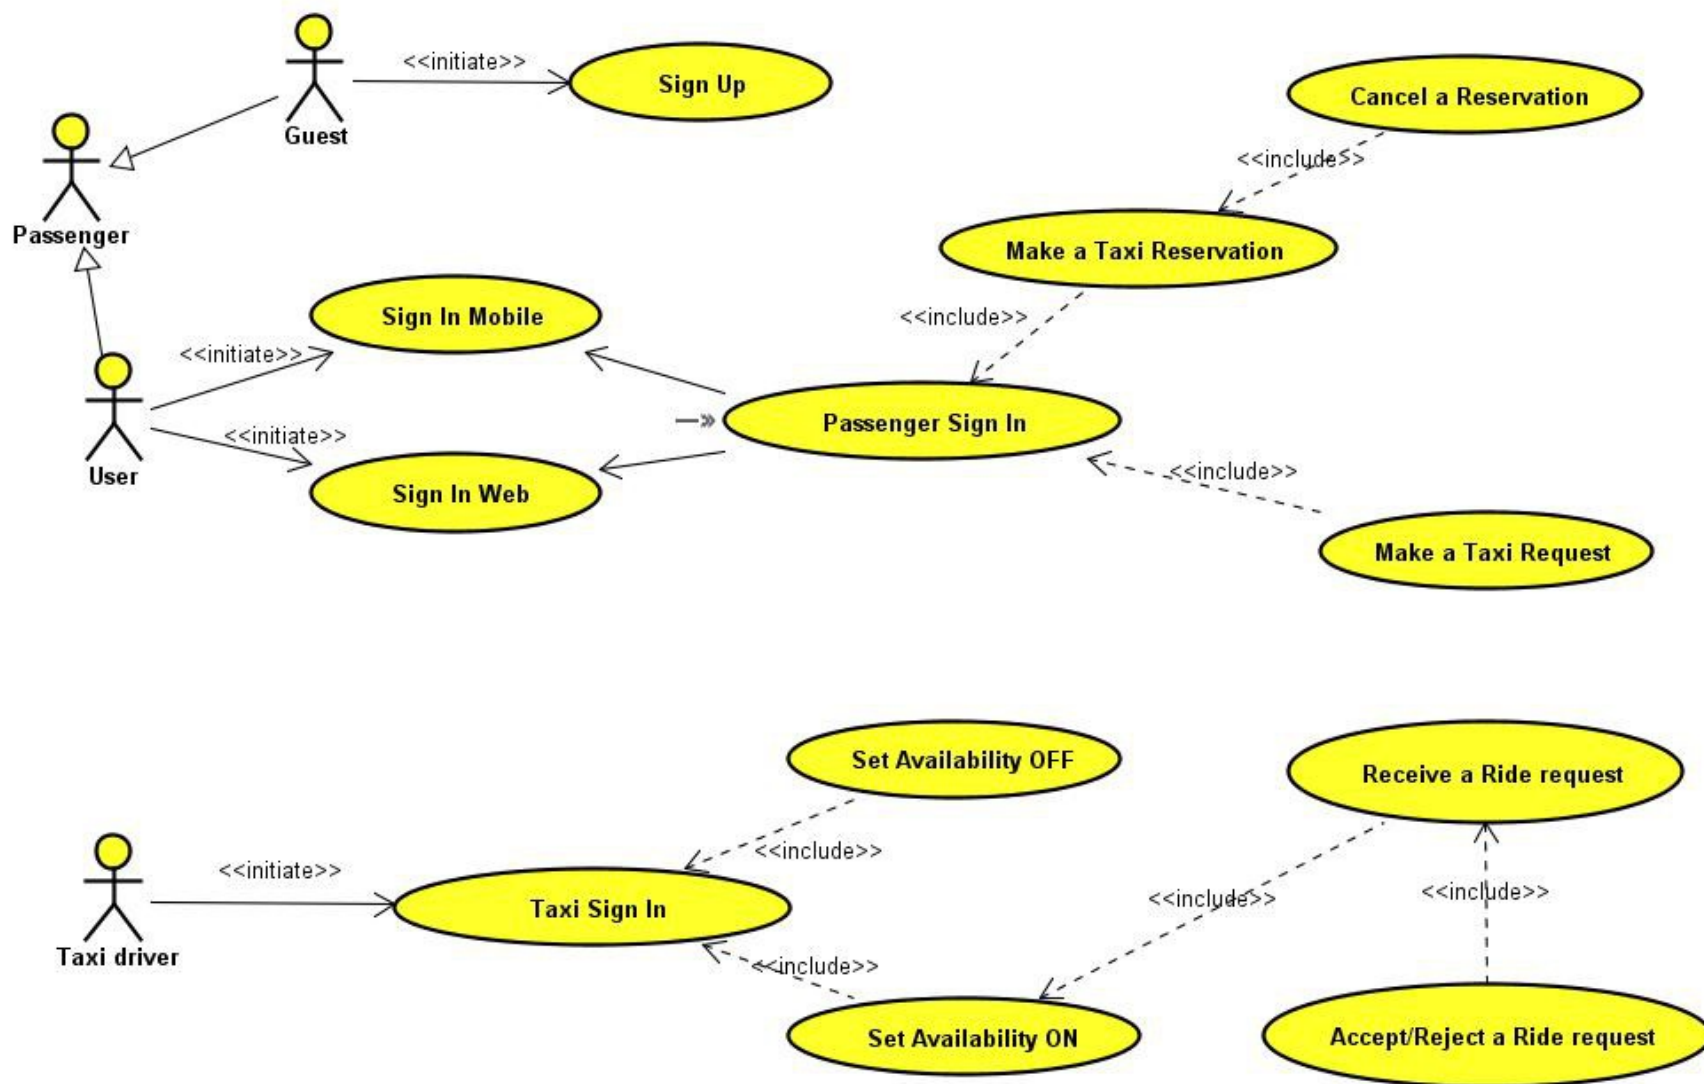 <<initiate>>
Sign Up
Guest
Cancel a Reservation
<<include>>
Passenger
Make a Taxi Reservation
Sign In Mobile
<<include>>
<<initiate>>
Passenger Sign In
<<initiate>>
User
Sign In Web
<<include>>
Make a Taxi Request
Set Availability OFF
Receive a Ride request
<<include>>
<<initiate>>
Taxi Sign In
<<include>>
<<include>>
Taxi driver
<<include>>
Set Availability ON
Accept/Reject a Ride request